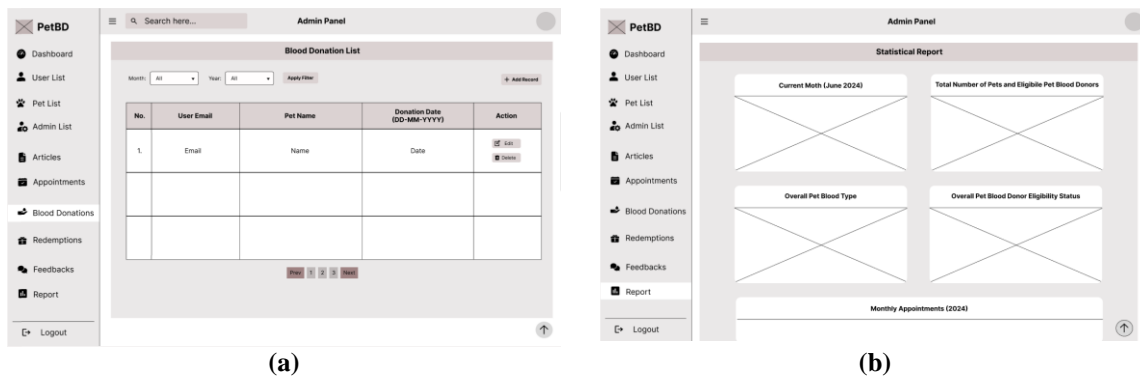 PetBD
Search here...
Admin Panel
Dashboard
User List
Pet List
Admin List
Articles
Appointments
Blood Donations
Redemptions
Feedbacks
Report
Logout
Blood Donation List
Month: All Year: All Apply Filter + Add Record
No. User Email Pet Name Donation Date (DD-MM-YYYY) Action
1. Email Name Date Edit
Delete
Prev 1 2 3 Next
(a)
PetBD
Admin Panel
Dashboard
User List
Pet List
Admin List
Articles
Appointments
Blood Donations
Redemptions
Feedbacks
Report
Logout
Statistical Report
Current Moth (June 2024)
Total Number of Pets and Eligibile Pet Blood Donors
Overall Pet Blood Type
Overall Pet Blood Donor Eligibility Status
Monthly Appointments (2024)
(b)